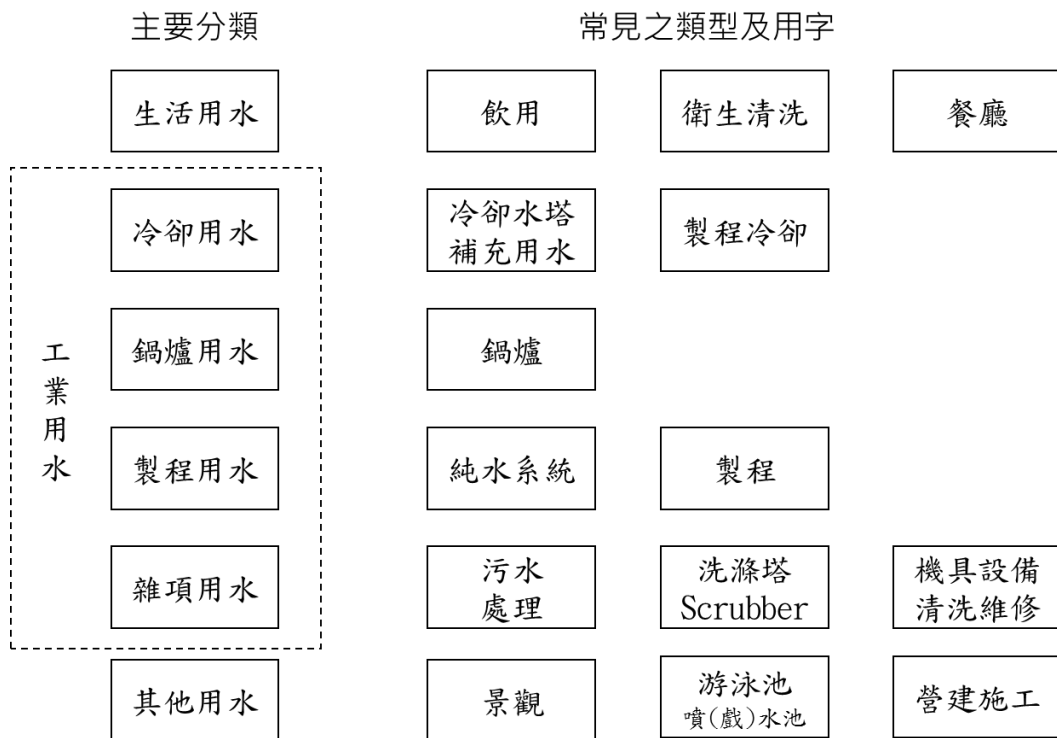 主要分類
常見之類型及用字
生活用水
飲用
衛生清洗
餐廳
工業用水
冷卻用水
冷卻水塔
補充用水
製程冷卻
鍋爐用水
鍋爐
製程用水
純水系統
製程
雜項用水
污水
處理
洗滌塔
Scrubber
機具設備
清洗維修
其他用水
景觀
游泳池
噴(戲)水池
營建施工